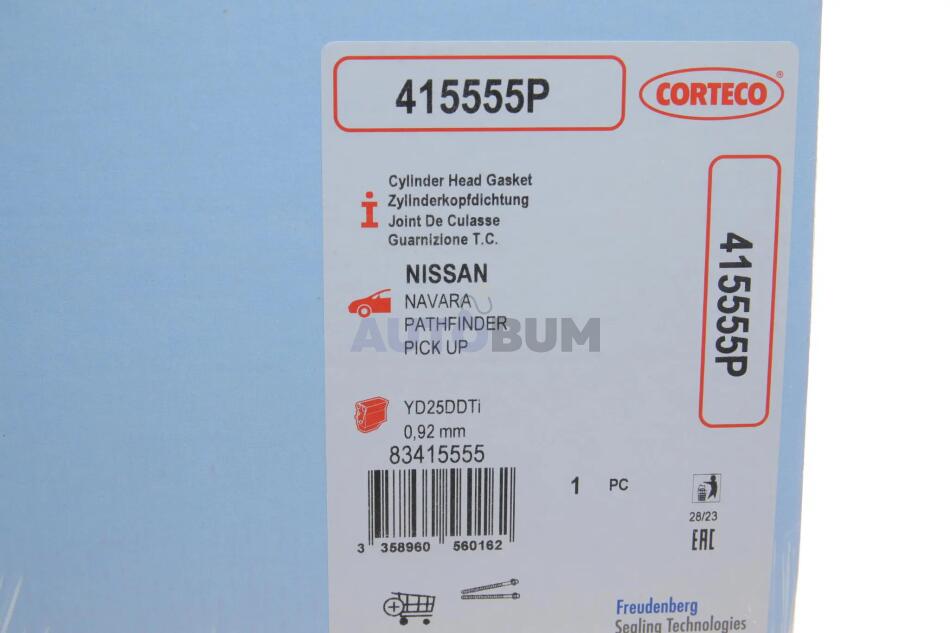 415555P
CORTECO®
Cylinder Head Gasket
Zylinderkopfdichtung
Joint De Culasse
Guarnizione T.C.
415555P
NISSAN
NAVARA
PATHFINDER
PICK UP
AUTOBUM
YD25DDTi
0,92 mm
83415555
1 PC
3 358960 560162
28/23
EAC
Freudenberg
Sealing Technologies